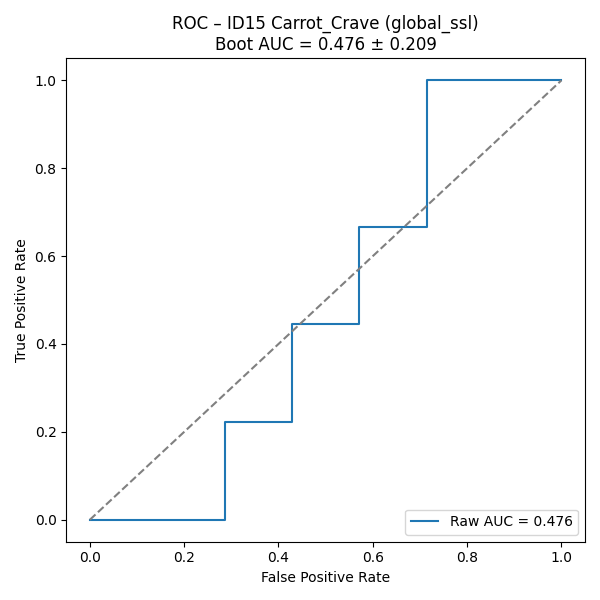 ROC – ID15 Carrot_Crave (global_ssl)
Boot AUC = 0.476 ± 0.209
1.0
0.8
0.6
0.4
0.2
0.0
True Positive Rate
Raw AUC = 0.476
0.0 0.2 0.4 0.6 0.8 1.0
False Positive Rate